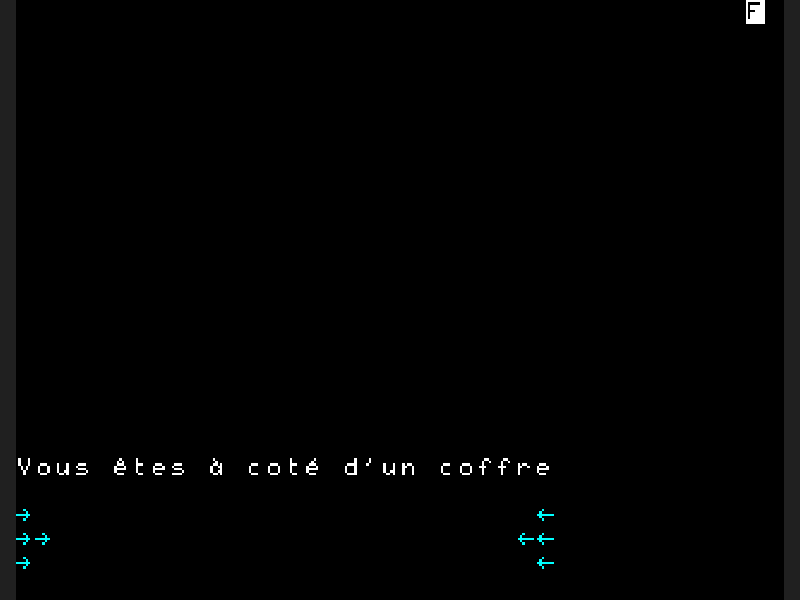 F
Vous êtes à coté d'un coffre
→ ←
→→ ←←
→ ←